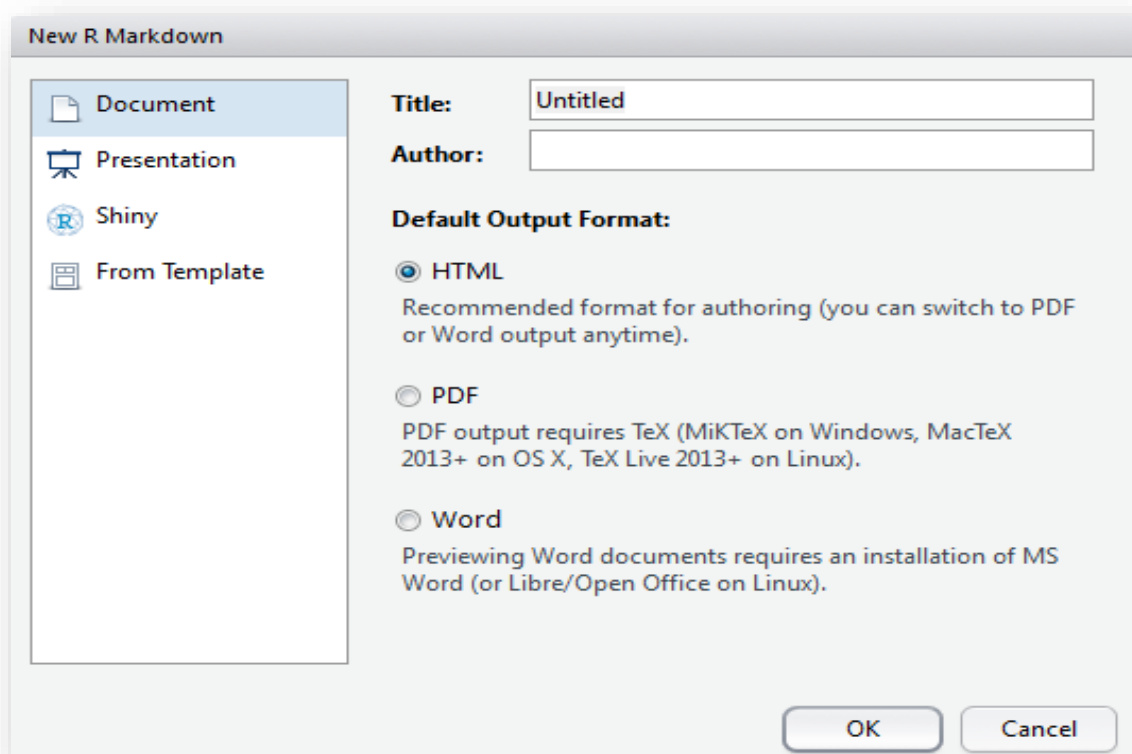 New R Markdown
Document
Presentation
Shiny
From Template
Title: Untitled
Author:
Default Output Format:
HTML
Recommended format for authoring (you can switch to PDF
or Word output anytime).
PDF
PDF output requires TeX (MiKTeX on Windows, MacTeX
2013+ on OS X, TeX Live 2013+ on Linux).
Word
Previewing Word documents requires an installation of MS
Word (or Libre/Open Office on Linux).
OK Cancel